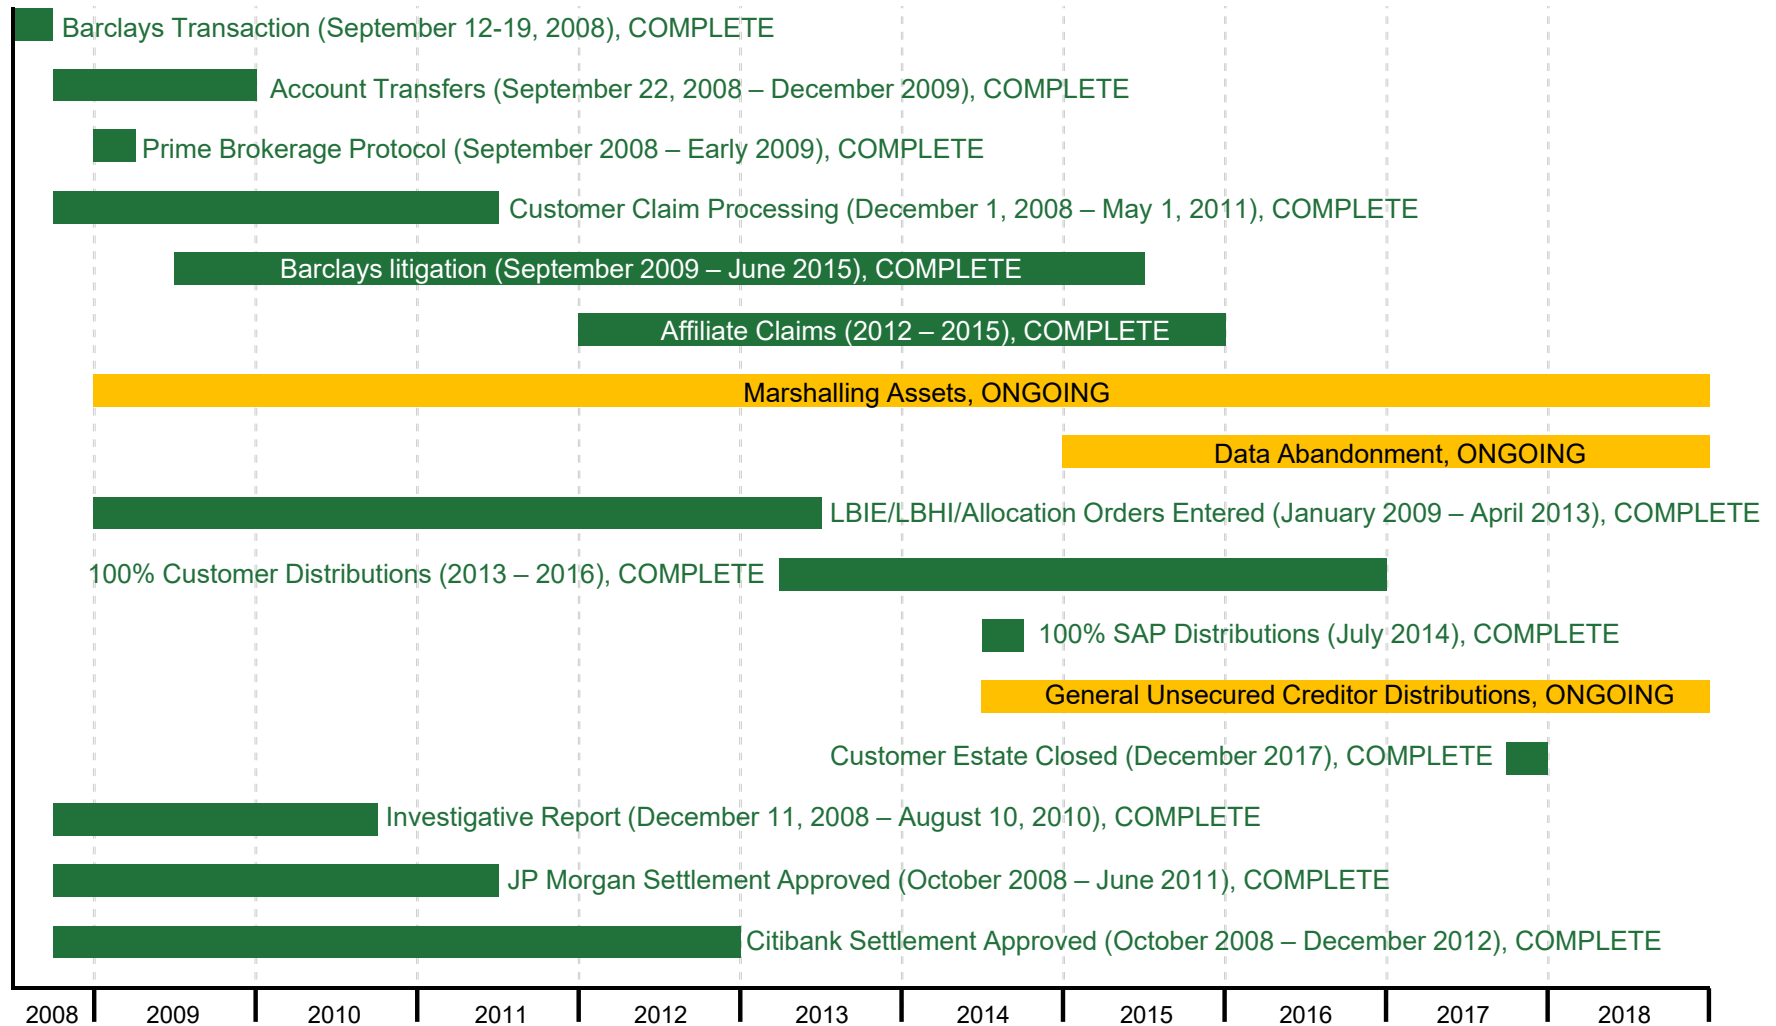 Barclays Transaction (September 12-19, 2008), COMPLETE
Account Transfers (September 22, 2008 – December 2009), COMPLETE
Prime Brokerage Protocol (September 2008 – Early 2009), COMPLETE
Customer Claim Processing (December 1, 2008 – May 1, 2011), COMPLETE
Barclays litigation (September 2009 – June 2015), COMPLETE
Affiliate Claims (2012 – 2015), COMPLETE
Marshalling Assets, ONGOING
Data Abandonment, ONGOING
LBIE/LBHI/Allocation Orders Entered (January 2009 – April 2013), COMPLETE
100% Customer Distributions (2013 – 2016), COMPLETE
100% SAP Distributions (July 2014), COMPLETE
General Unsecured Creditor Distributions, ONGOING
Customer Estate Closed (December 2017), COMPLETE
Investigative Report (December 11, 2008 – August 10, 2010), COMPLETE
JP Morgan Settlement Approved (October 2008 – June 2011), COMPLETE
Citibank Settlement Approved (October 2008 – December 2012), COMPLETE
2008 2009 2010 2011 2012 2013 2014 2015 2016 2017 2018